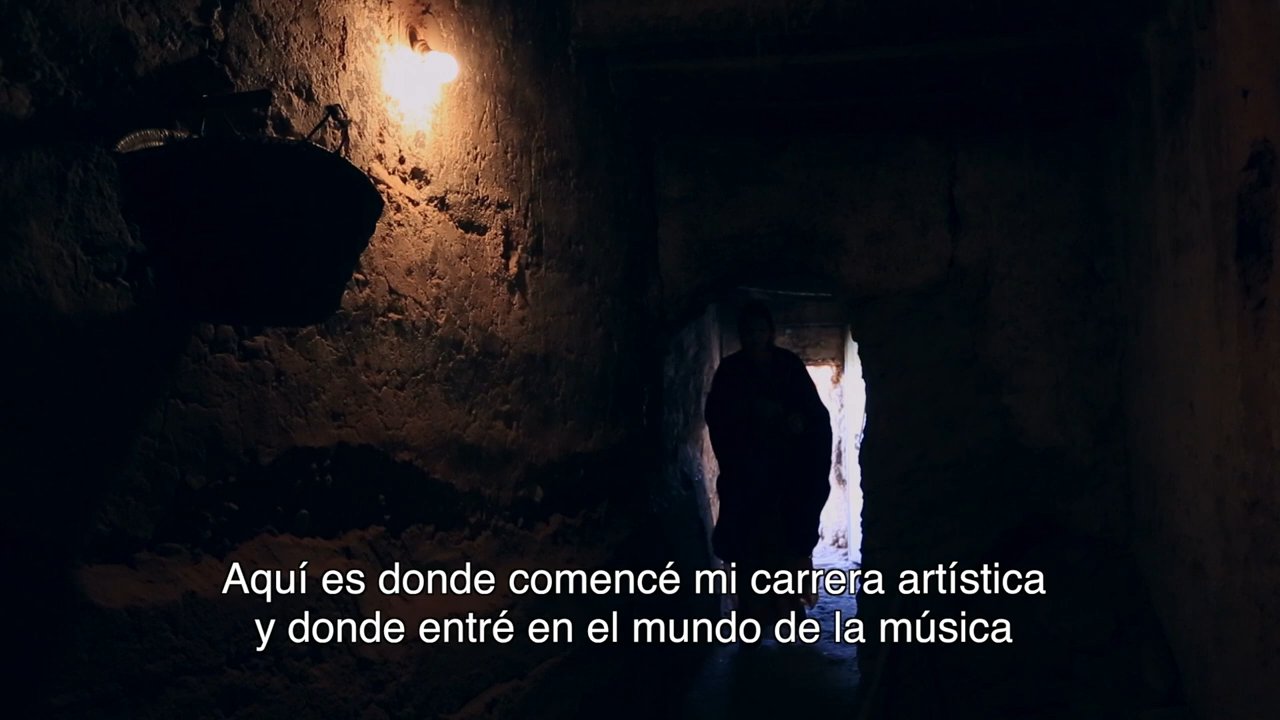 Aquí es donde comencé mi carrera artística
y donde entré en el mundo de la música